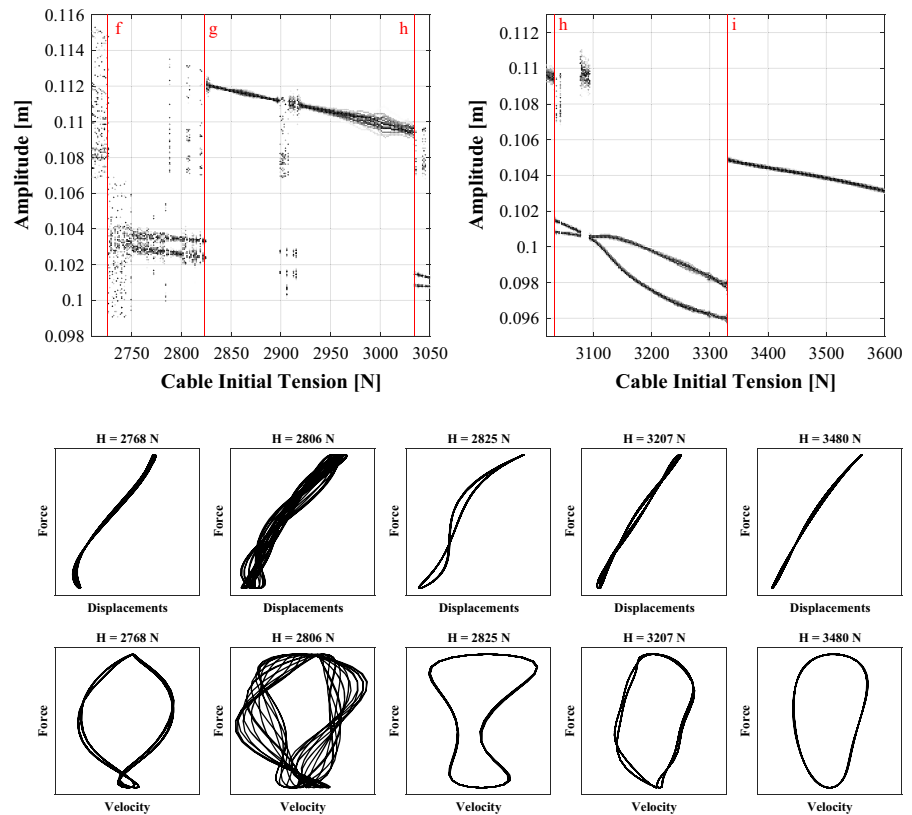 f
g
h
0.116
0.114
0.112
0.110
0.108
0.106
0.104
0.102
0.1
0.098
Amplitude [m]
2750
2800
2850
2900
2950
3000
3050
Cable Initial Tension [N]
h
i
0.112
0.11
0.108
0.106
0.104
0.102
0.1
0.098
0.096
Amplitude [m]
3100
3200
3300
3400
3500
3600
Cable Initial Tension [N]
H = 2768 N
H = 2806 N
H = 2825 N
H = 3207 N
H = 3480 N
Force
Force
Force
Force
Force
Displacements
Displacements
Displacements
Displacements
Displacements
H = 2768 N
H = 2806 N
H = 2825 N
H = 3207 N
H = 3480 N
Force
Force
Force
Force
Force
Velocity
Velocity
Velocity
Velocity
Velocity